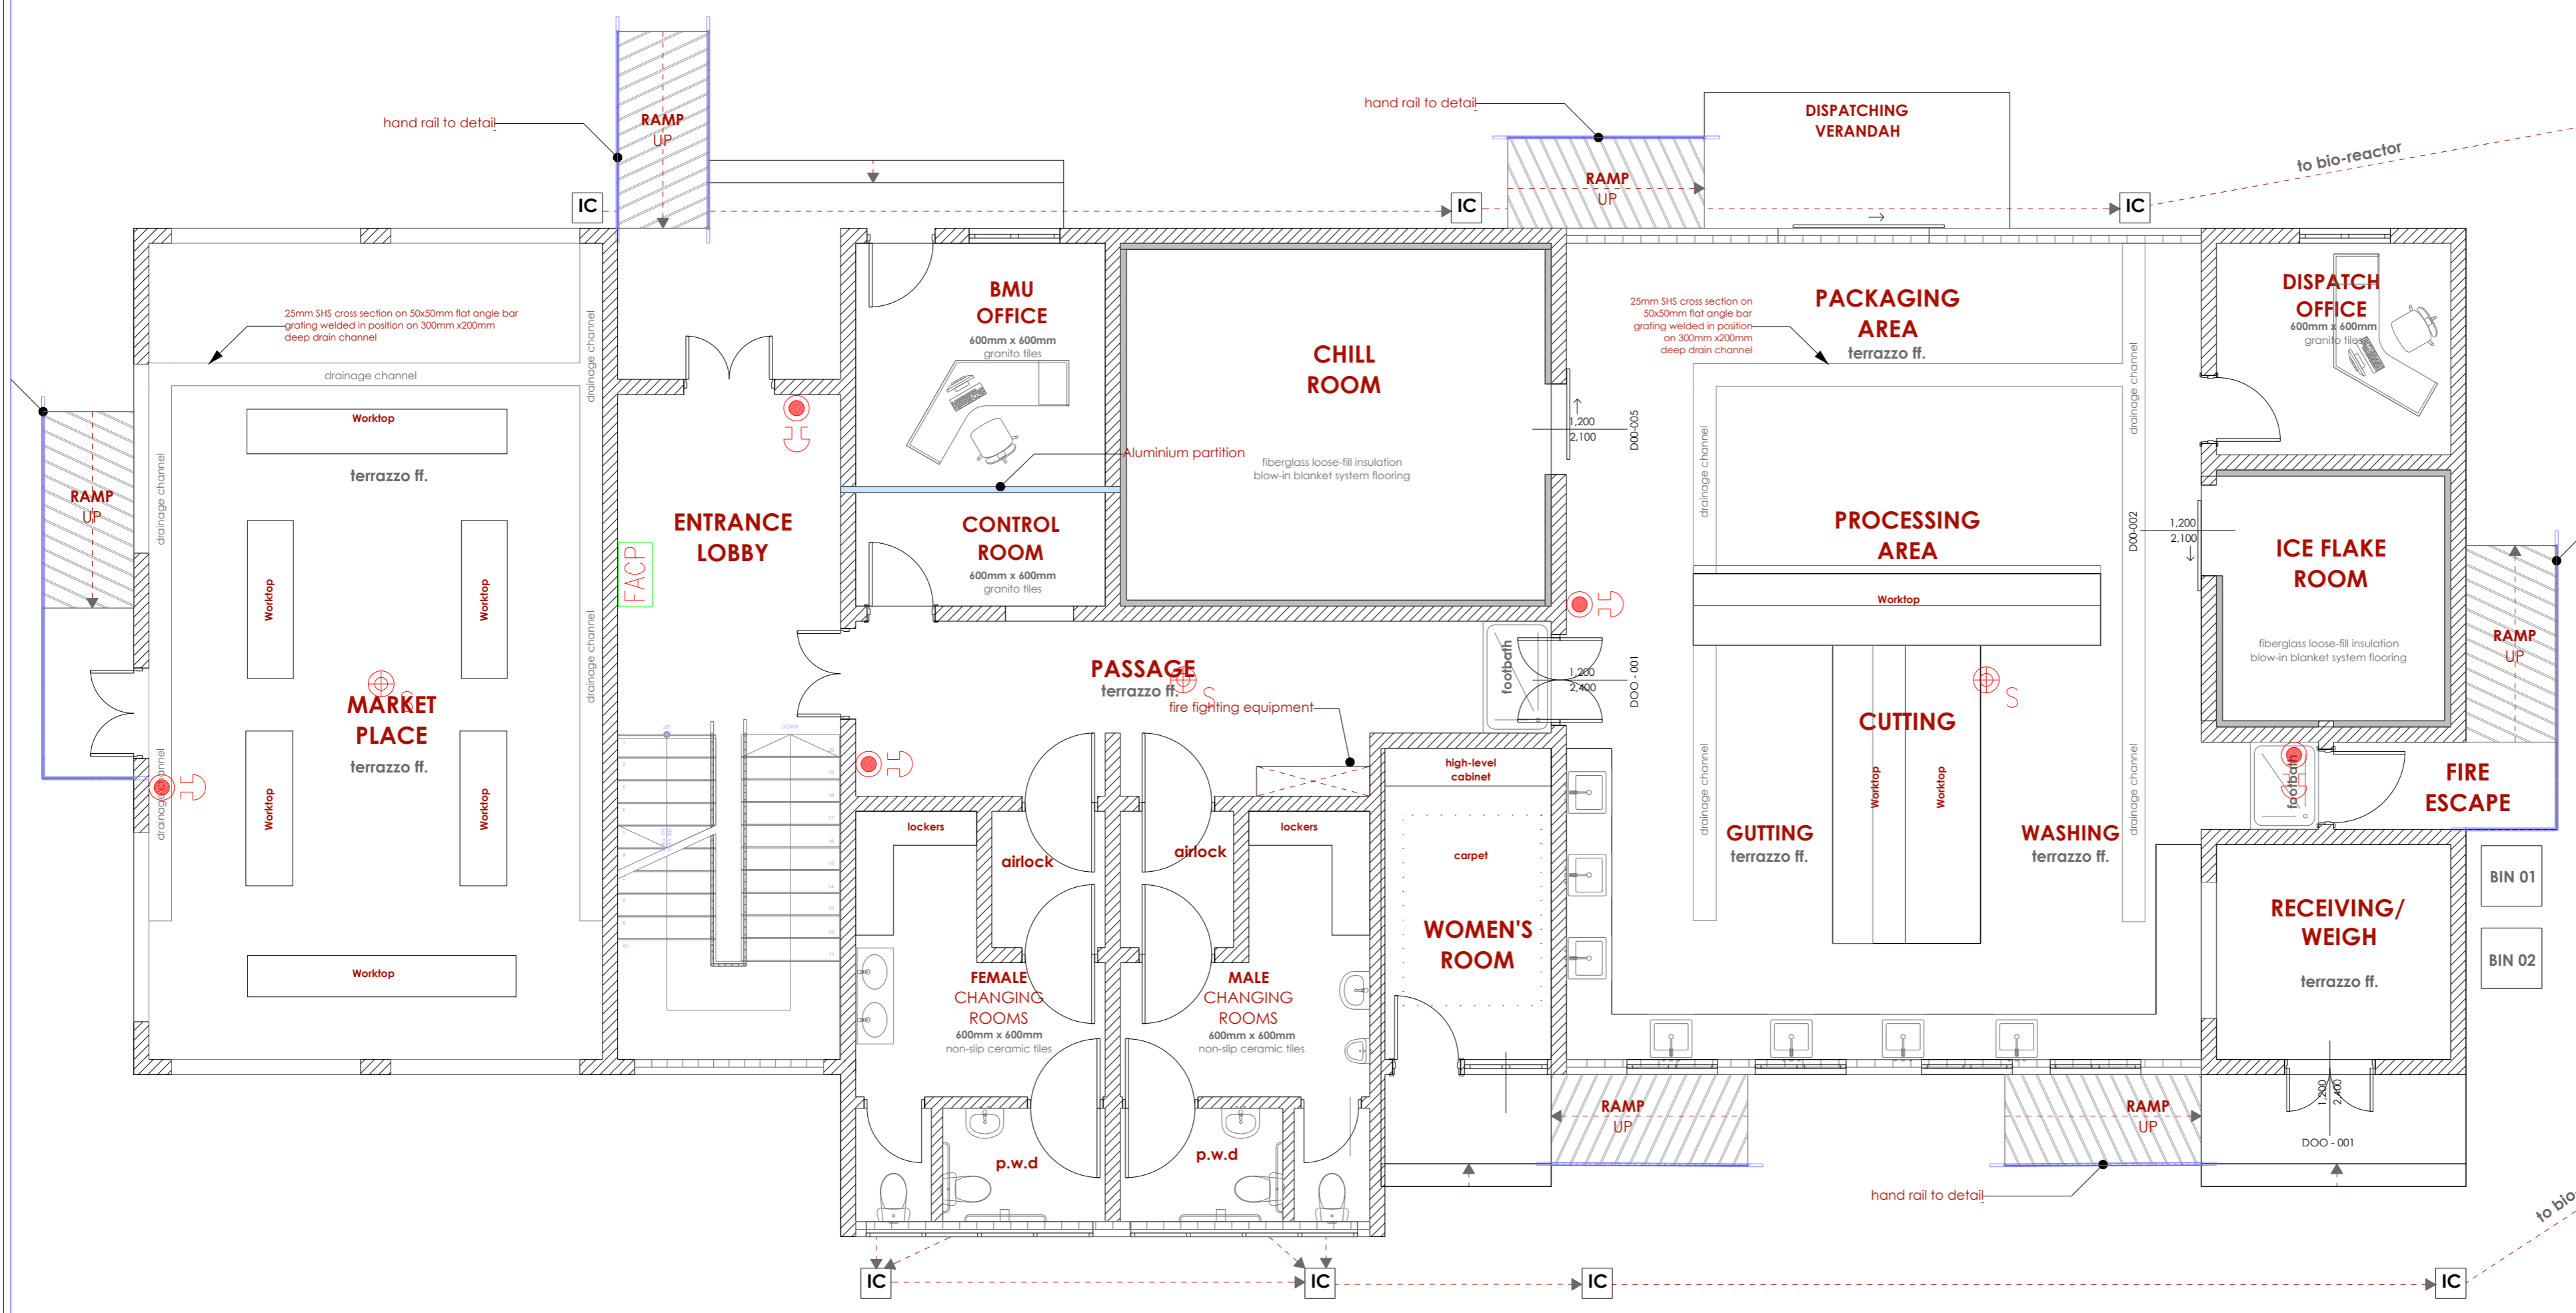 hand rail to detail
RAMP
UP
hand rail to detail
RAMP
UP
DISPATCHING
VERANDAH
to bio-reactor
IC
IC
IC
25mm SHS cross section on 50x50mm flat angle bar
grating welded in position on 300mm x200mm
deep drain channel
drainage channel
drainage channel
drainage channel
drainage channel
drainage channel
RAMP
UP
Worktop
terrazzo ff.
Worktop
Worktop
S
MARKET
PLACE
terrazzo ff.
Worktop
Worktop
Worktop
H
ENTRANCE
LOBBY
FACP
H
UP
DOWN
BMU
OFFICE
600mm x 600mm
granito tiles
Aluminium partition
CONTROL
ROOM
600mm x 600mm
granito tiles
CHILL
ROOM
fiberglass loose-fill insulation
blow-in blanket system flooring
1,200
2,100
D00-005
PASSAGE
terrazzo ff.
S
fire fighting equipment
footbath
1,200
2,400
DOO - 001
H
H
lockers
airlock
airlock
lockers
FEMALE
CHANGING
ROOMS
600mm x 600mm
non-slip ceramic tiles
MALE
CHANGING
ROOMS
600mm x 600mm
non-slip ceramic tiles
p.w.d
p.w.d
high-level
cabinet
carpet
WOMEN'S
ROOM
25mm SHS cross section on
50x50mm flat angle bar
grating welded in position
on 300mm x200mm
deep drain channel
PACKAGING
AREA
terrazzo ff.
drainage channel
drainage channel
drainage channel
drainage channel
PROCESSING
AREA
Worktop
CUTTING
S
Worktop
Worktop
GUTTING
terrazzo ff.
WASHING
terrazzo ff.
DISPATCH
OFFICE
600mm x 600mm
granito tiles
D00-002
1,200
2,100
ICE FLAKE
ROOM
fiberglass loose-fill insulation
blow-in blanket system flooring
RAMP
UP
footbath
H
FIRE
ESCAPE
BIN 01
BIN 02
RECEIVING/
WEIGH
terrazzo ff.
1,200
2,400
DOO - 001
RAMP
UP
RAMP
UP
hand rail to detail
to bio
IC
IC
IC
IC